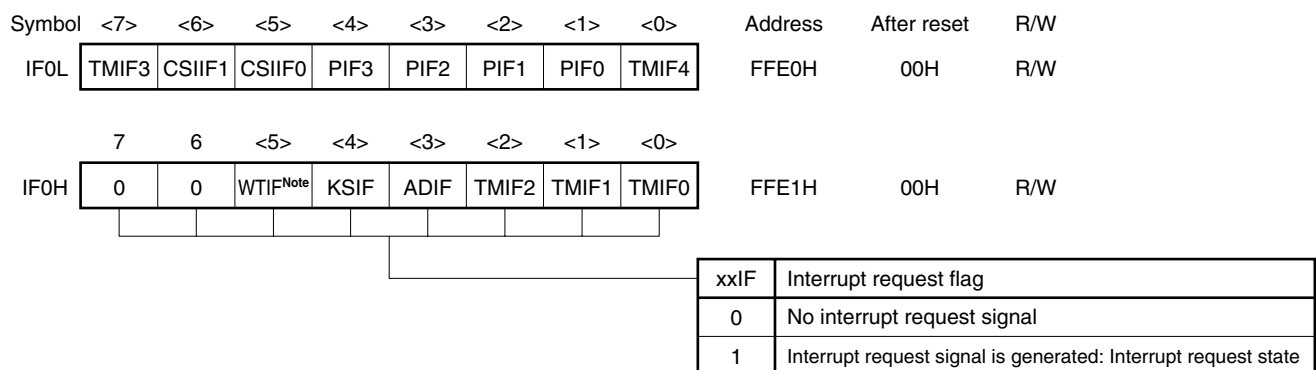 Symbol <7> <6> <5> <4> <3> <2> <1> <0> Address After reset R/W
IF0L TMIF3 CSIIF1 CSIIF0 PIF3 PIF2 PIF1 PIF0 TMIF4 FFE0H 00H R/W
7 6 <5> <4> <3> <2> <1> <0>
IF0H 0 0 WTIFNote KSIF ADIF TMIF2 TMIF1 TMIF0 FFE1H 00H R/W
xxIF Interrupt request flag
0 No interrupt request signal
1 Interrupt request signal is generated: Interrupt request state